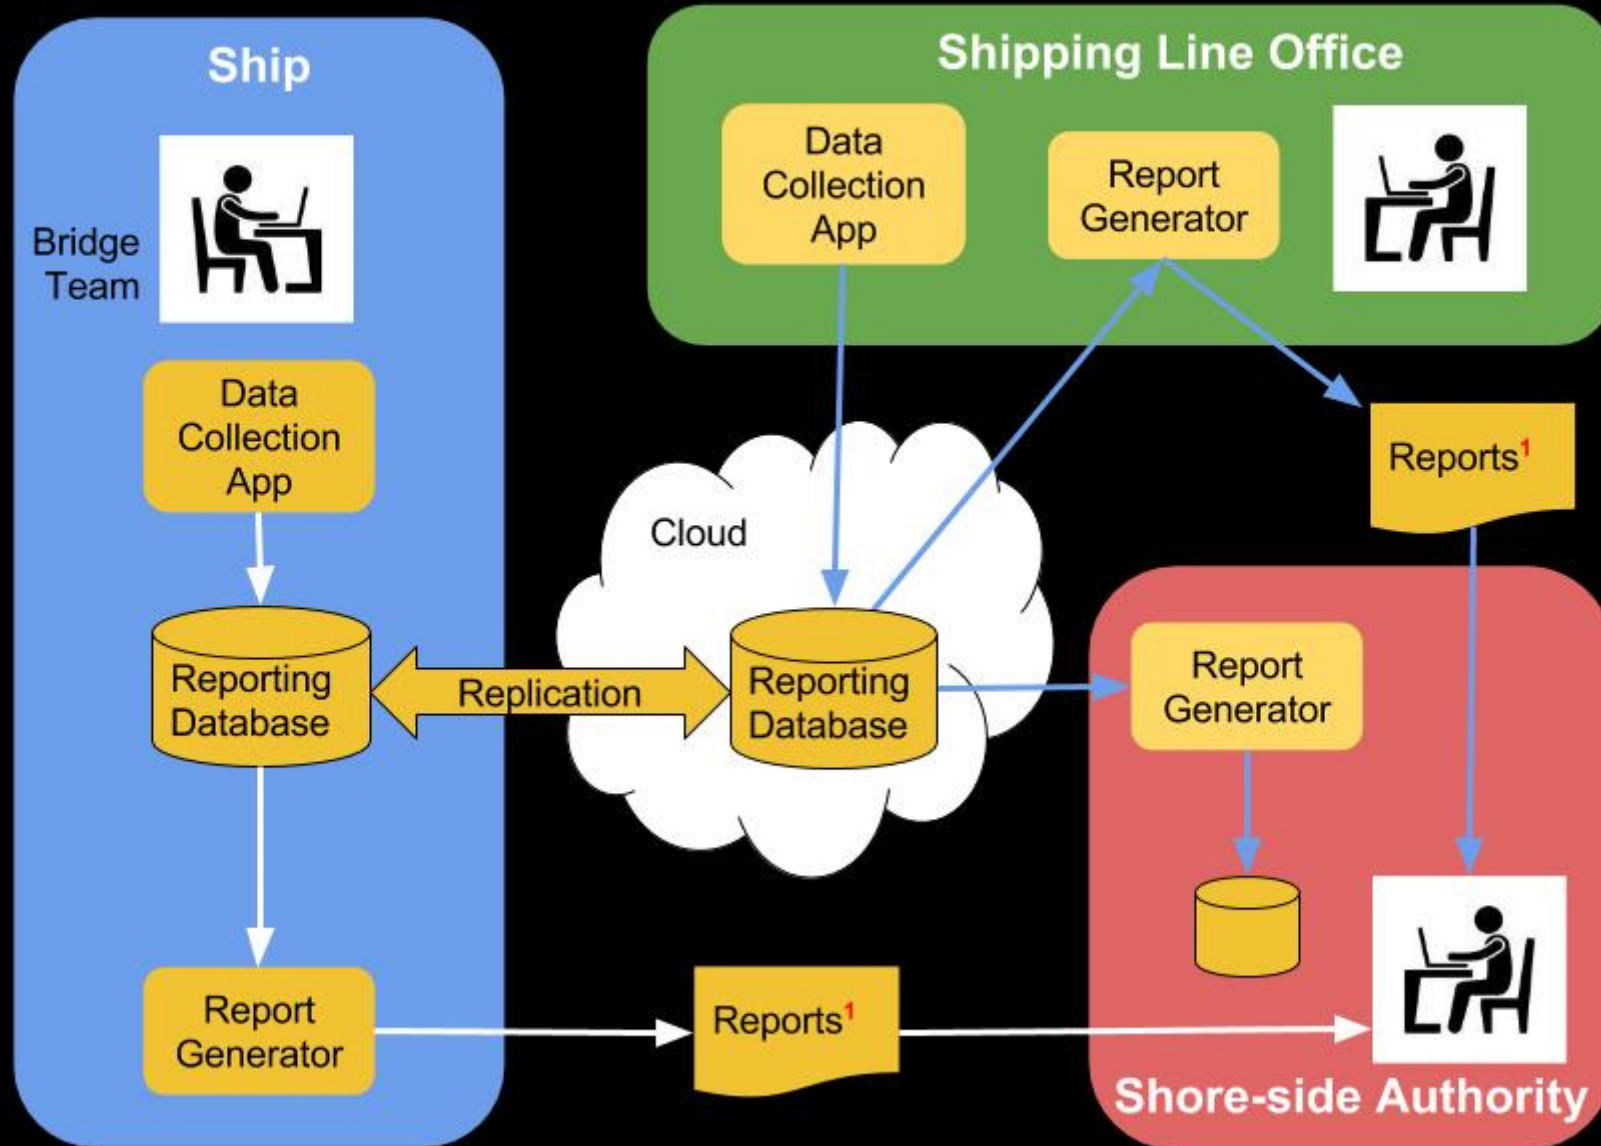 Ship
Bridge
Team
Data
Collection
App
Reporting
Database
Report
Generator
Replication
Shipping Line Office
Data
Collection
App
Report
Generator
Cloud
Reporting
Database
Reports¹
Report
Generator
Reports¹
Shore-side Authority